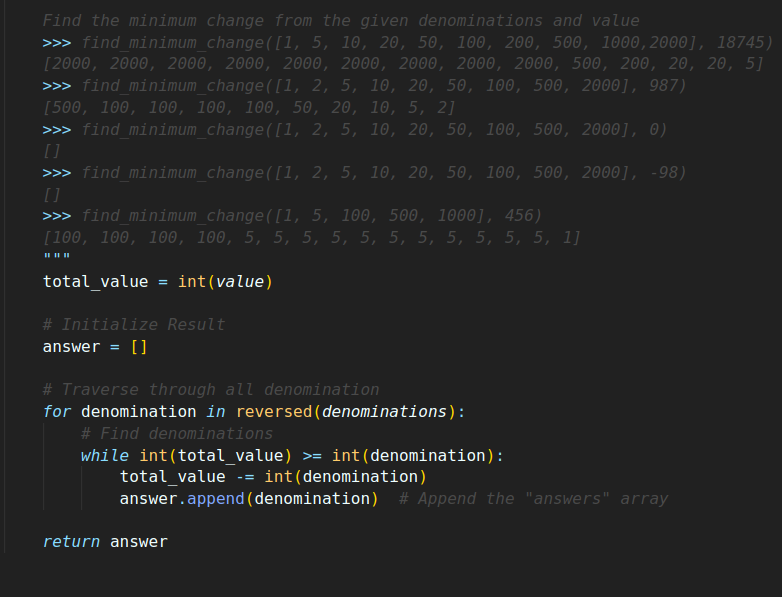 Find the minimum change from the given denominations and value
>>> find_minimum_change([1, 5, 10, 20, 50, 100, 200, 500, 1000,2000], 18745)
[2000, 2000, 2000, 2000, 2000, 2000, 2000, 2000, 2000, 500, 200, 20, 20, 5]
>>> find_minimum_change([1, 2, 5, 10, 20, 50, 100, 500, 2000], 987)
[500, 100, 100, 100, 100, 50, 20, 10, 5, 2]
>>> find_minimum_change([1, 2, 5, 10, 20, 50, 100, 500, 2000], 0)
[]
>>> find_minimum_change([1, 2, 5, 10, 20, 50, 100, 500, 2000], -98)
[]
>>> find_minimum_change([1, 5, 100, 500, 1000], 456)
[100, 100, 100, 100, 5, 5, 5, 5, 5, 5, 5, 5, 5, 5, 5, 1]
"""
total_value = int(value)
# Initialize Result
answer = []
# Traverse through all denomination
for denomination in reversed(denominations):
# Find denominations
while int(total_value) >= int(denomination):
total_value -= int(denomination)
answer.append(denomination)  # Append the "answers" array
return answer